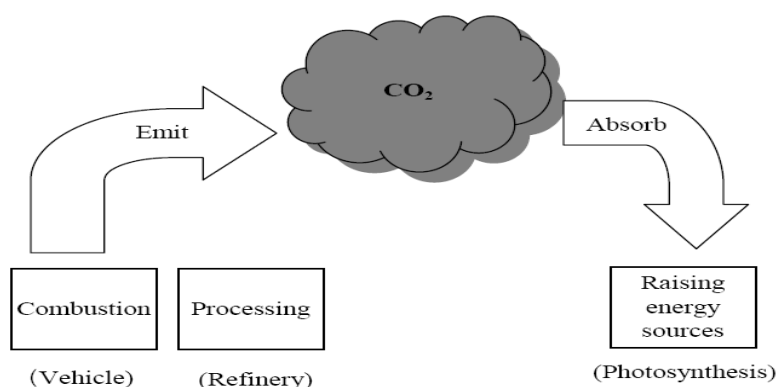 CO₂
Emit
Absorb
Combustion
Processing
Raising
energy
sources
(Vehicle)
(Refinery)
(Photosynthesis)